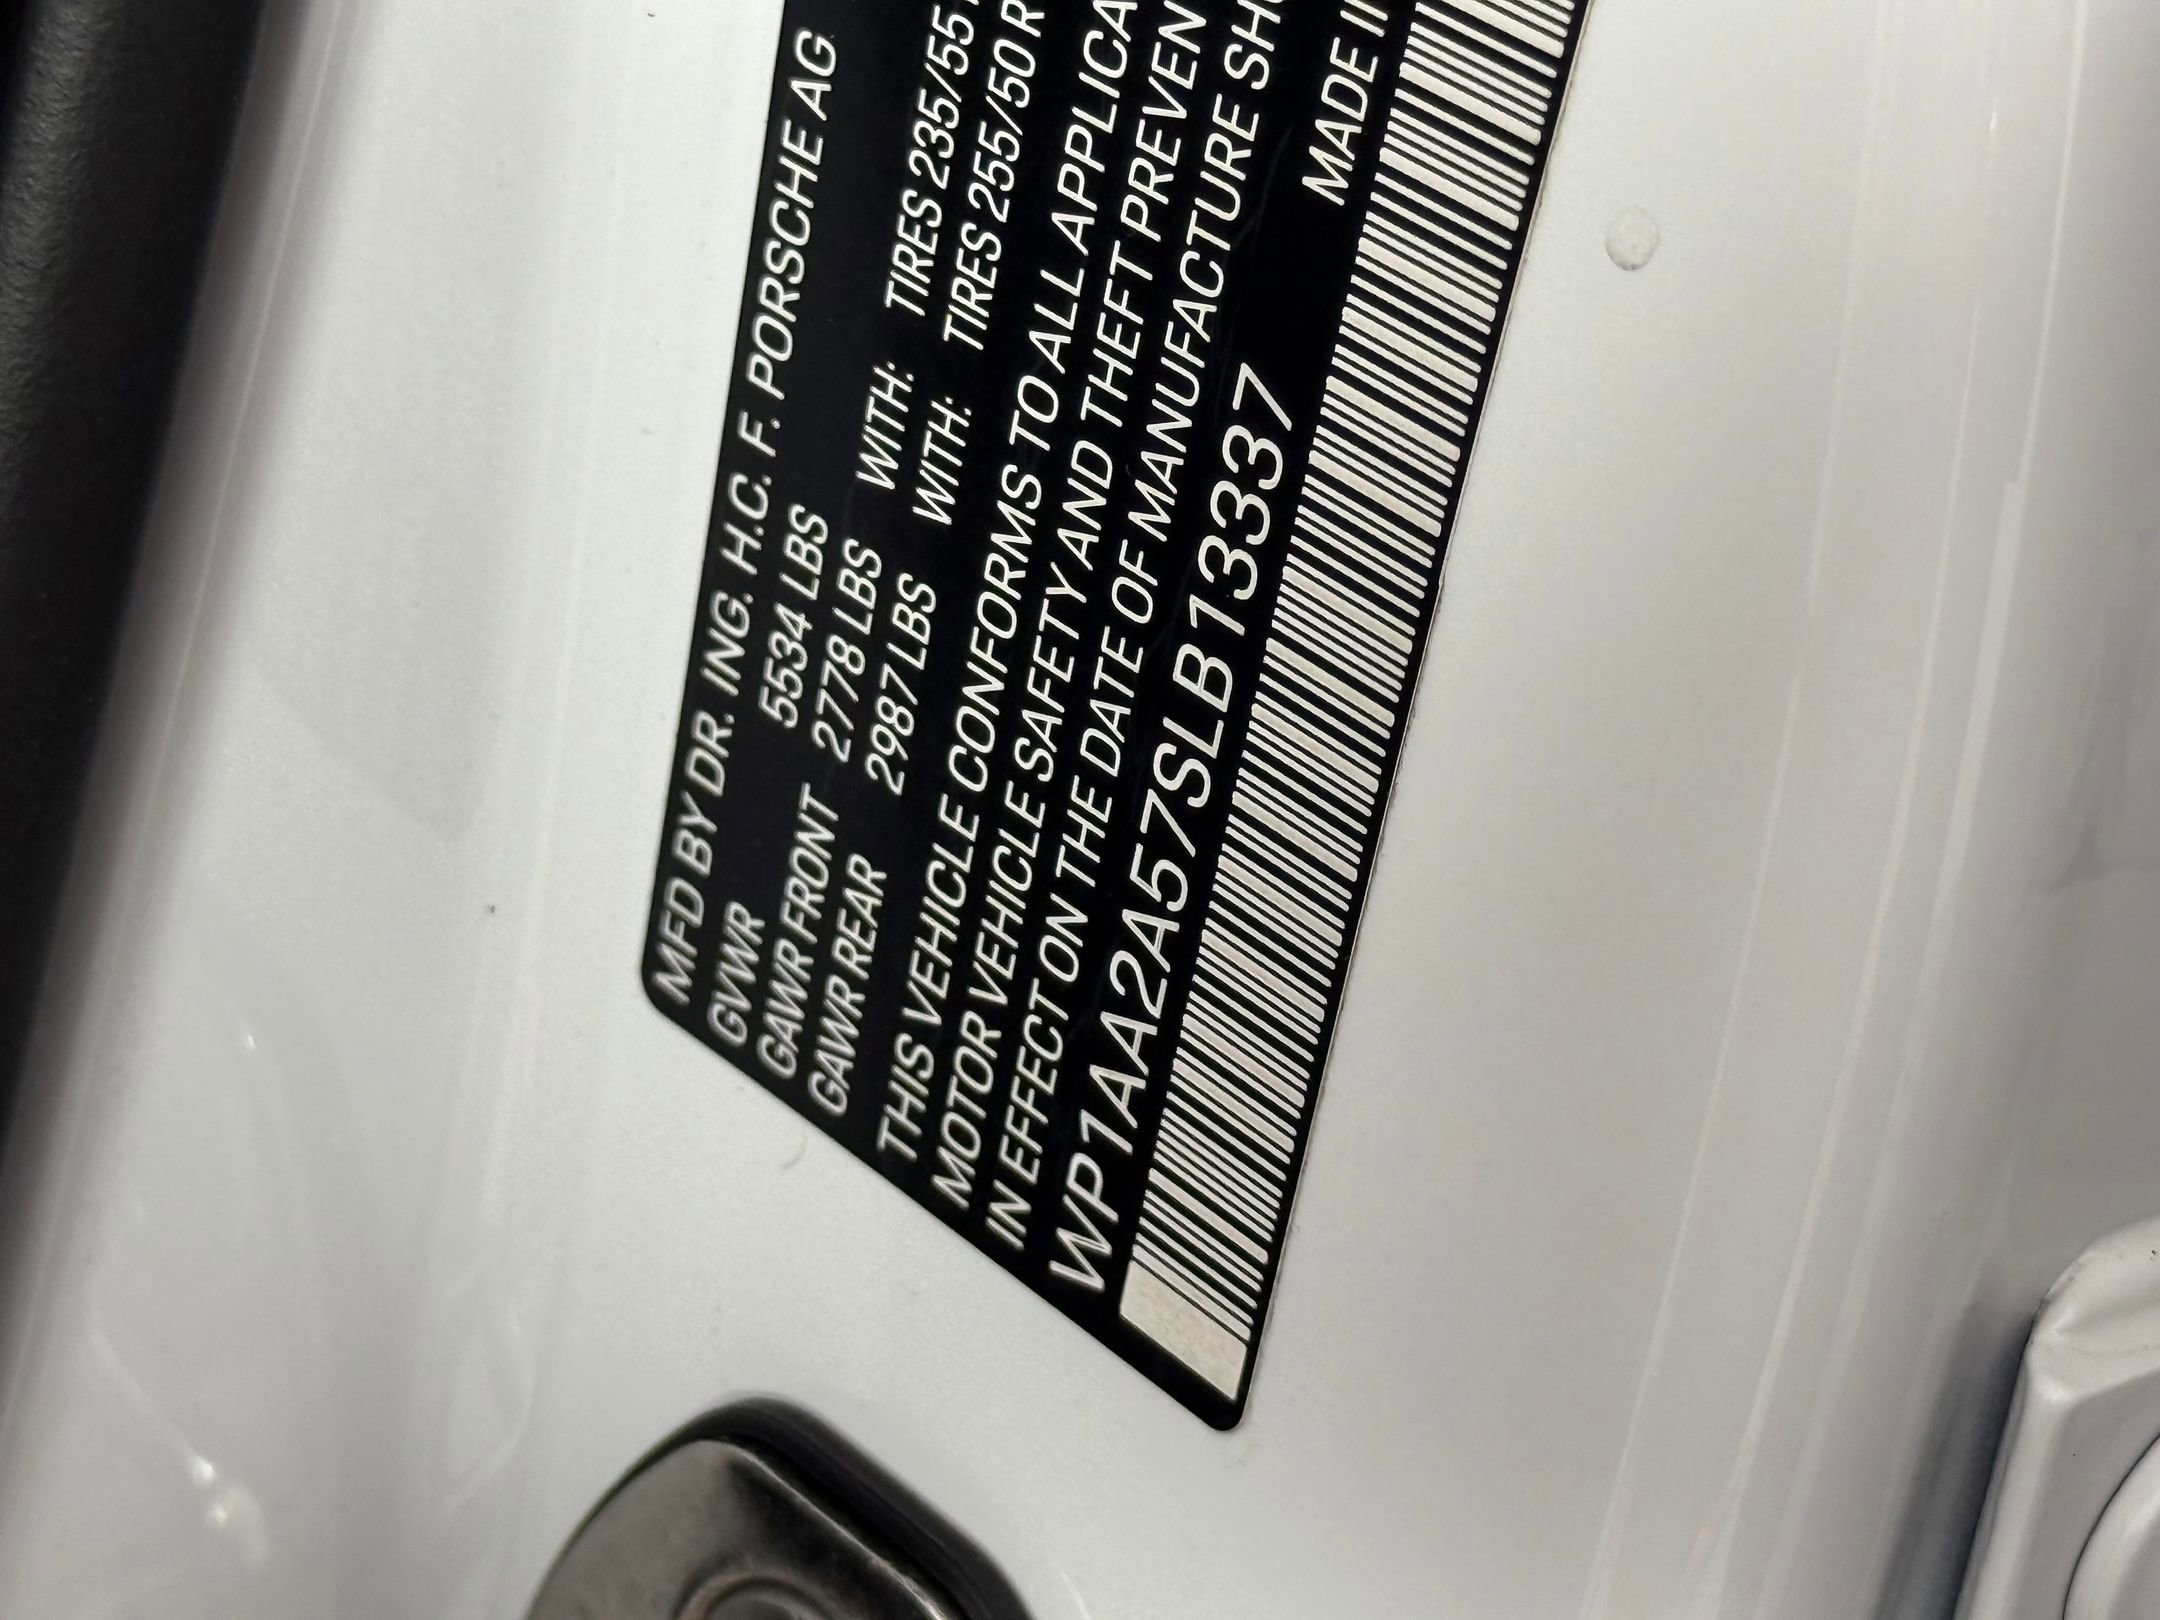 MFD BY DR. ING. H.C. F. PORSCHE AG
GVWR 5534 LBS
GAWR FRONT 2778 LBS WITH: TIRES 235/55
GAWR REAR 2987 LBS WITH: TIRES 255/50 R
THIS VEHICLE CONFORMS TO ALL APPLICA
MOTOR VEHICLE SAFETY AND THEFT PREVEN
IN EFFECT ON THE DATE OF MANUFACTURE SHO
WP1AA2A57SLB13337 MADE IN